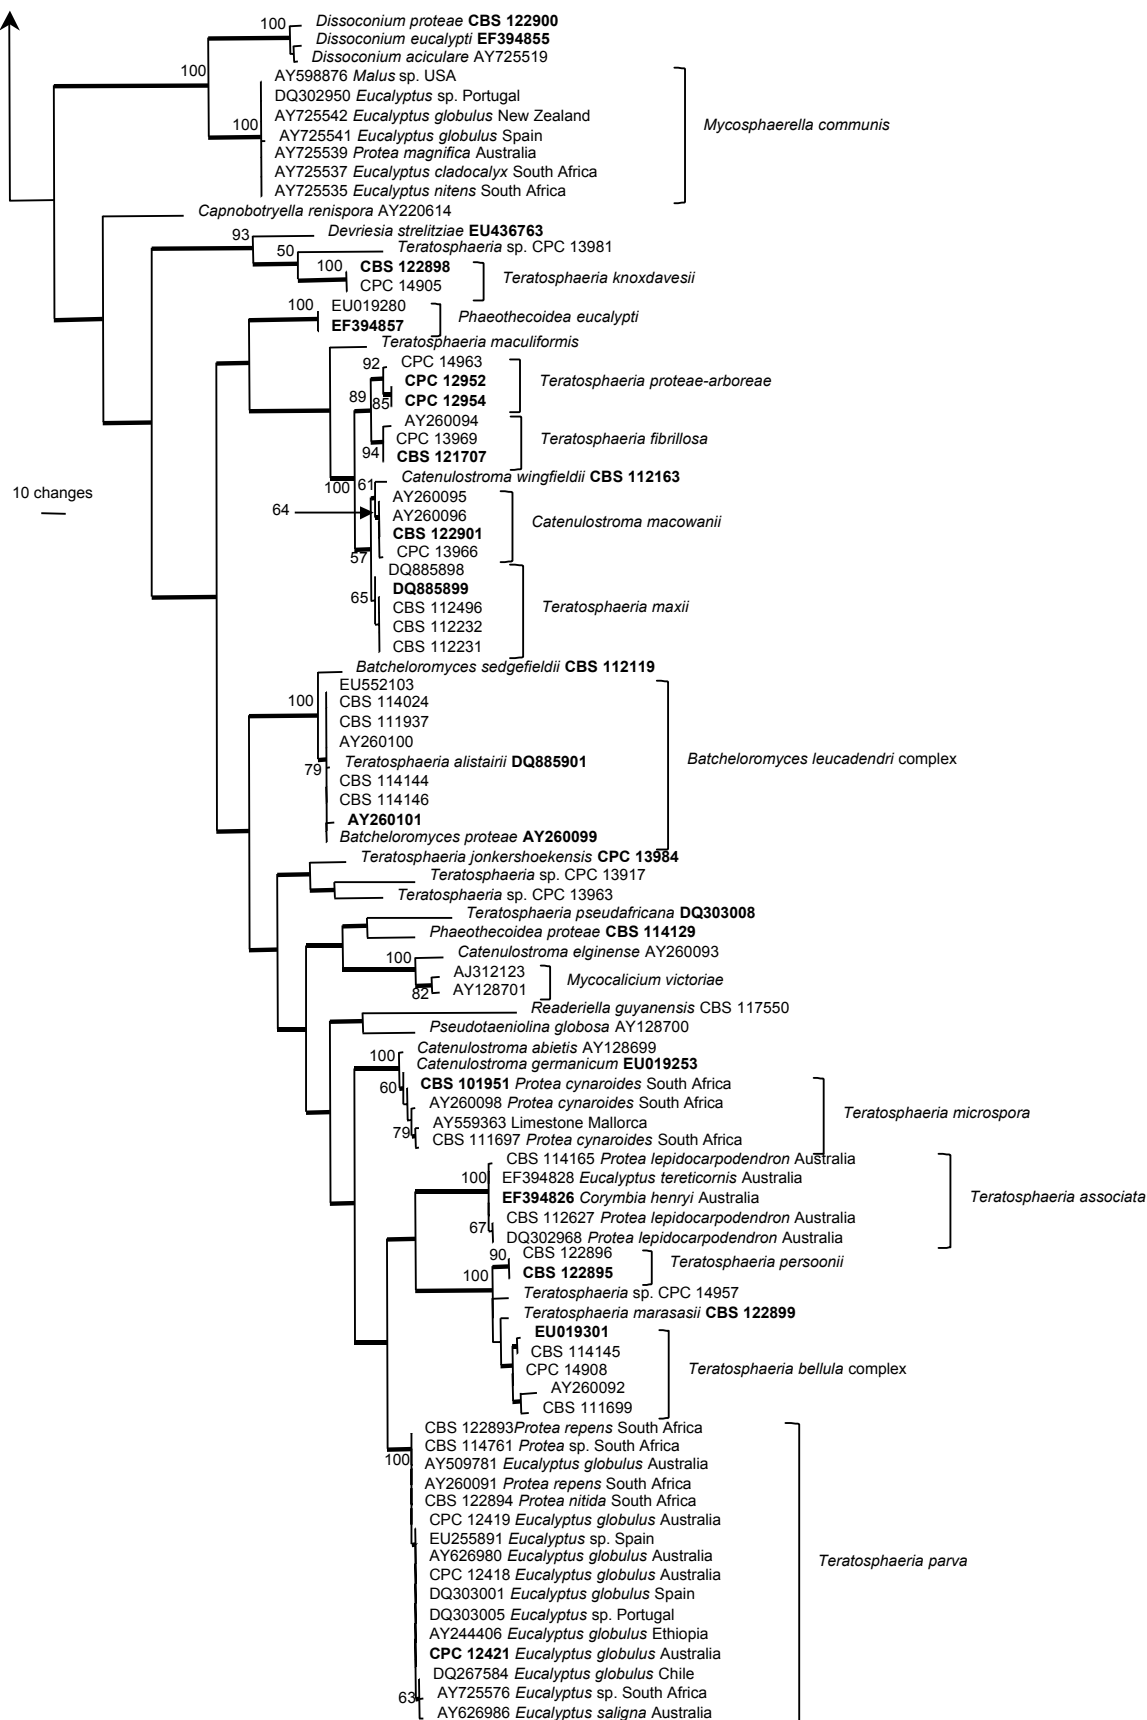 100
Dissoconium proteae CBS 122900
Dissoconium eucalypti EF394855
Dissoconium aciculare AY725519
100
AY598876 Malus sp. USA
DQ302950 Eucalyptus sp. Portugal
AY725542 Eucalyptus globulus New Zealand
100
AY725541 Eucalyptus globulus Spain
Mycosphaerella communis
AY725539 Protea magnifica Australia
AY725537 Eucalyptus cladocalyx South Africa
AY725535 Eucalyptus nitens South Africa
Capnobotryella renispora AY220614
93
Devriesia strelitziae EU436763
50
Teratosphaeria sp. CPC 13981
100
CBS 122898
CPC 14905
Teratosphaeria knoxdavesii
100
EU019280
EF394857
Phaeothecoidea eucalypti
Teratosphaeria maculiformis
92
CPC 14963
CPC 12952
Teratosphaeria proteae-arboreae
89
85
CPC 12954
AY260094
CPC 13969
Teratosphaeria fibrillosa
94
CBS 121707
Catenulostroma wingfieldii CBS 112163
100
61
10 changes
AY260095
64
AY260096
Catenulostroma macowanii
CBS 122901
CPC 13966
57
DQ885898
DQ885899
65
CBS 112496
Teratosphaeria maxii
CBS 112232
CBS 112231
Batcheloromyces sedgefieldii CBS 112119
EU552103
100
CBS 114024
CBS 111937
AY260100
Teratosphaeria alistairii DQ885901
Batcheloromyces leucadendri complex
79
CBS 114144
CBS 114146
AY260101
Batcheloromyces proteae AY260099
Teratosphaeria jonkershoekensis CPC 13984
Teratosphaeria sp. CPC 13917
Teratosphaeria sp. CPC 13963
Teratosphaeria pseudafricana DQ303008
Phaeothecoidea proteae CBS 114129
Catenulostroma elginense AY260093
100
AJ312123
Mycocalicium victoriae
82
AY128701
Readeriella guyanensis CBS 117550
Pseudotaeniolina globosa AY128700
Catenulostroma abietis AY128699
100
Catenulostroma germanicum EU019253
60
CBS 101951 Protea cynaroides South Africa
AY260098 Protea cynaroides South Africa
Teratosphaeria microspora
AY559363 Limestone Mallorca
79
CBS 111697 Protea cynaroides South Africa
CBS 114165 Protea lepidocarpodendron Australia
100
EF394828 Eucalyptus tereticornis Australia
EF394826 Corymbia henryi Australia
Teratosphaeria associata
CBS 112627 Protea lepidocarpodendron Australia
67
DQ302968 Protea lepidocarpodendron Australia
90
CBS 122896
CBS 122895
Teratosphaeria persoonii
100
Teratosphaeria sp. CPC 14957
Teratosphaeria marasasii CBS 122899
EU019301
CBS 114145
CPC 14908
Teratosphaeria bellula complex
AY260092
CBS 111699
CBS 122893Protea repens South Africa
CBS 114761 Protea sp. South Africa
100
AY509781 Eucalyptus globulus Australia
AY260091 Protea repens South Africa
CBS 122894 Protea nitida South Africa
CPC 12419 Eucalyptus globulus Australia
EU255891 Eucalyptus sp. Spain
AY626980 Eucalyptus globulus Australia
Teratosphaeria parva
CPC 12418 Eucalyptus globulus Australia
DQ303001 Eucalyptus globulus Spain
DQ303005 Eucalyptus sp. Portugal
AY244406 Eucalyptus globulus Ethiopia
CPC 12421 Eucalyptus globulus Australia
DQ267584 Eucalyptus globulus Chile
63
AY725576 Eucalyptus sp. South Africa
AY626986 Eucalyptus saligna Australia